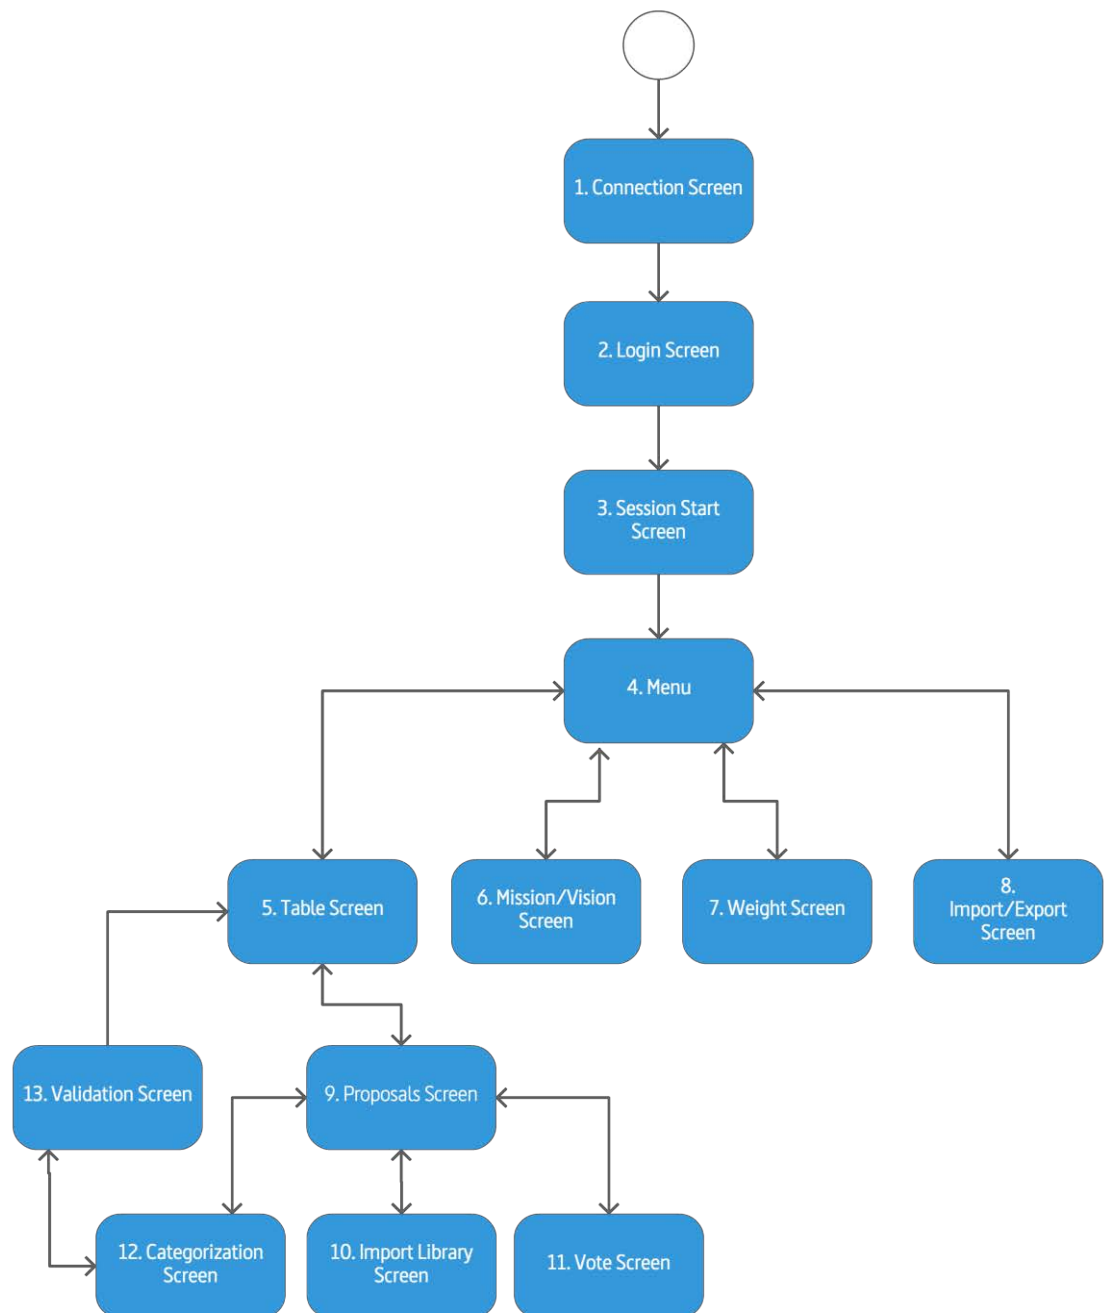 1. Connection Screen
2. Login Screen
3. Session Start
Screen
4. Menu
5. Table Screen
6. Mission/Vision
Screen
7. Weight Screen
8.
Import/Export
Screen
13. Validation Screen
9. Proposals Screen
12. Categorization
Screen
10. Import Library
Screen
11. Vote Screen